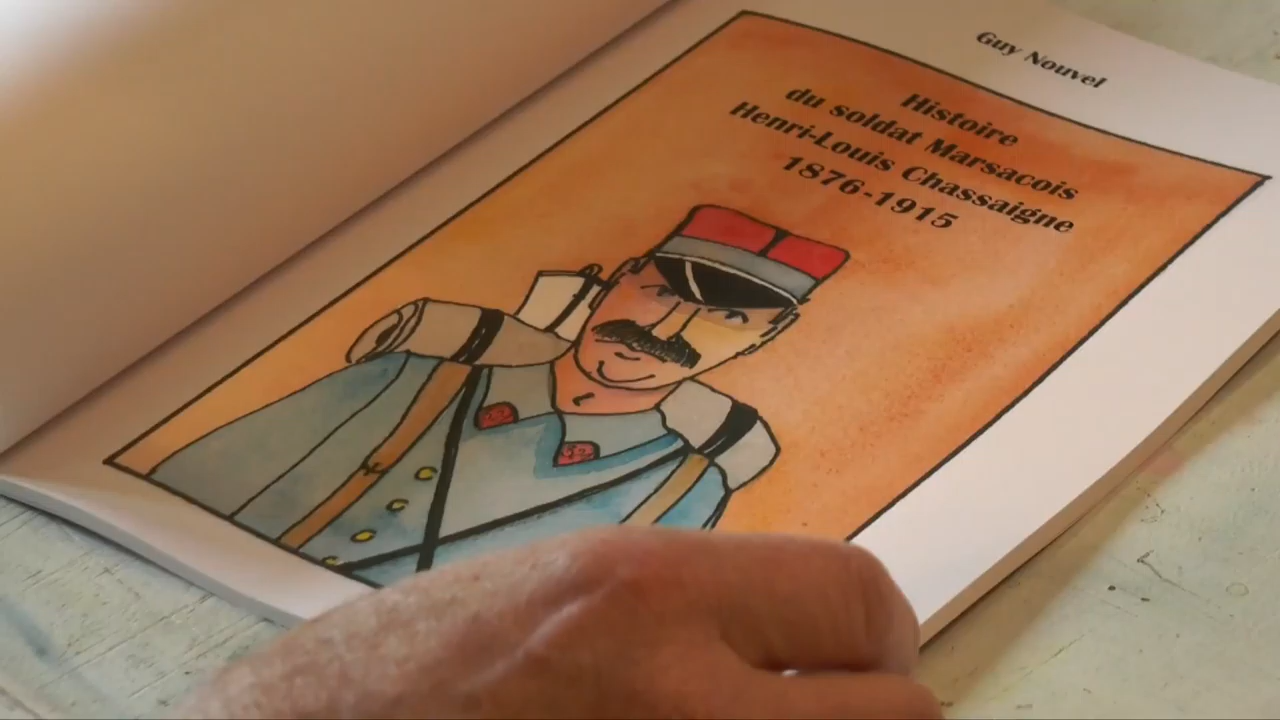 Guy Nouvel
Histoire
du soldat Marsacois
Henri-Louis Chassaigne
1876-1915